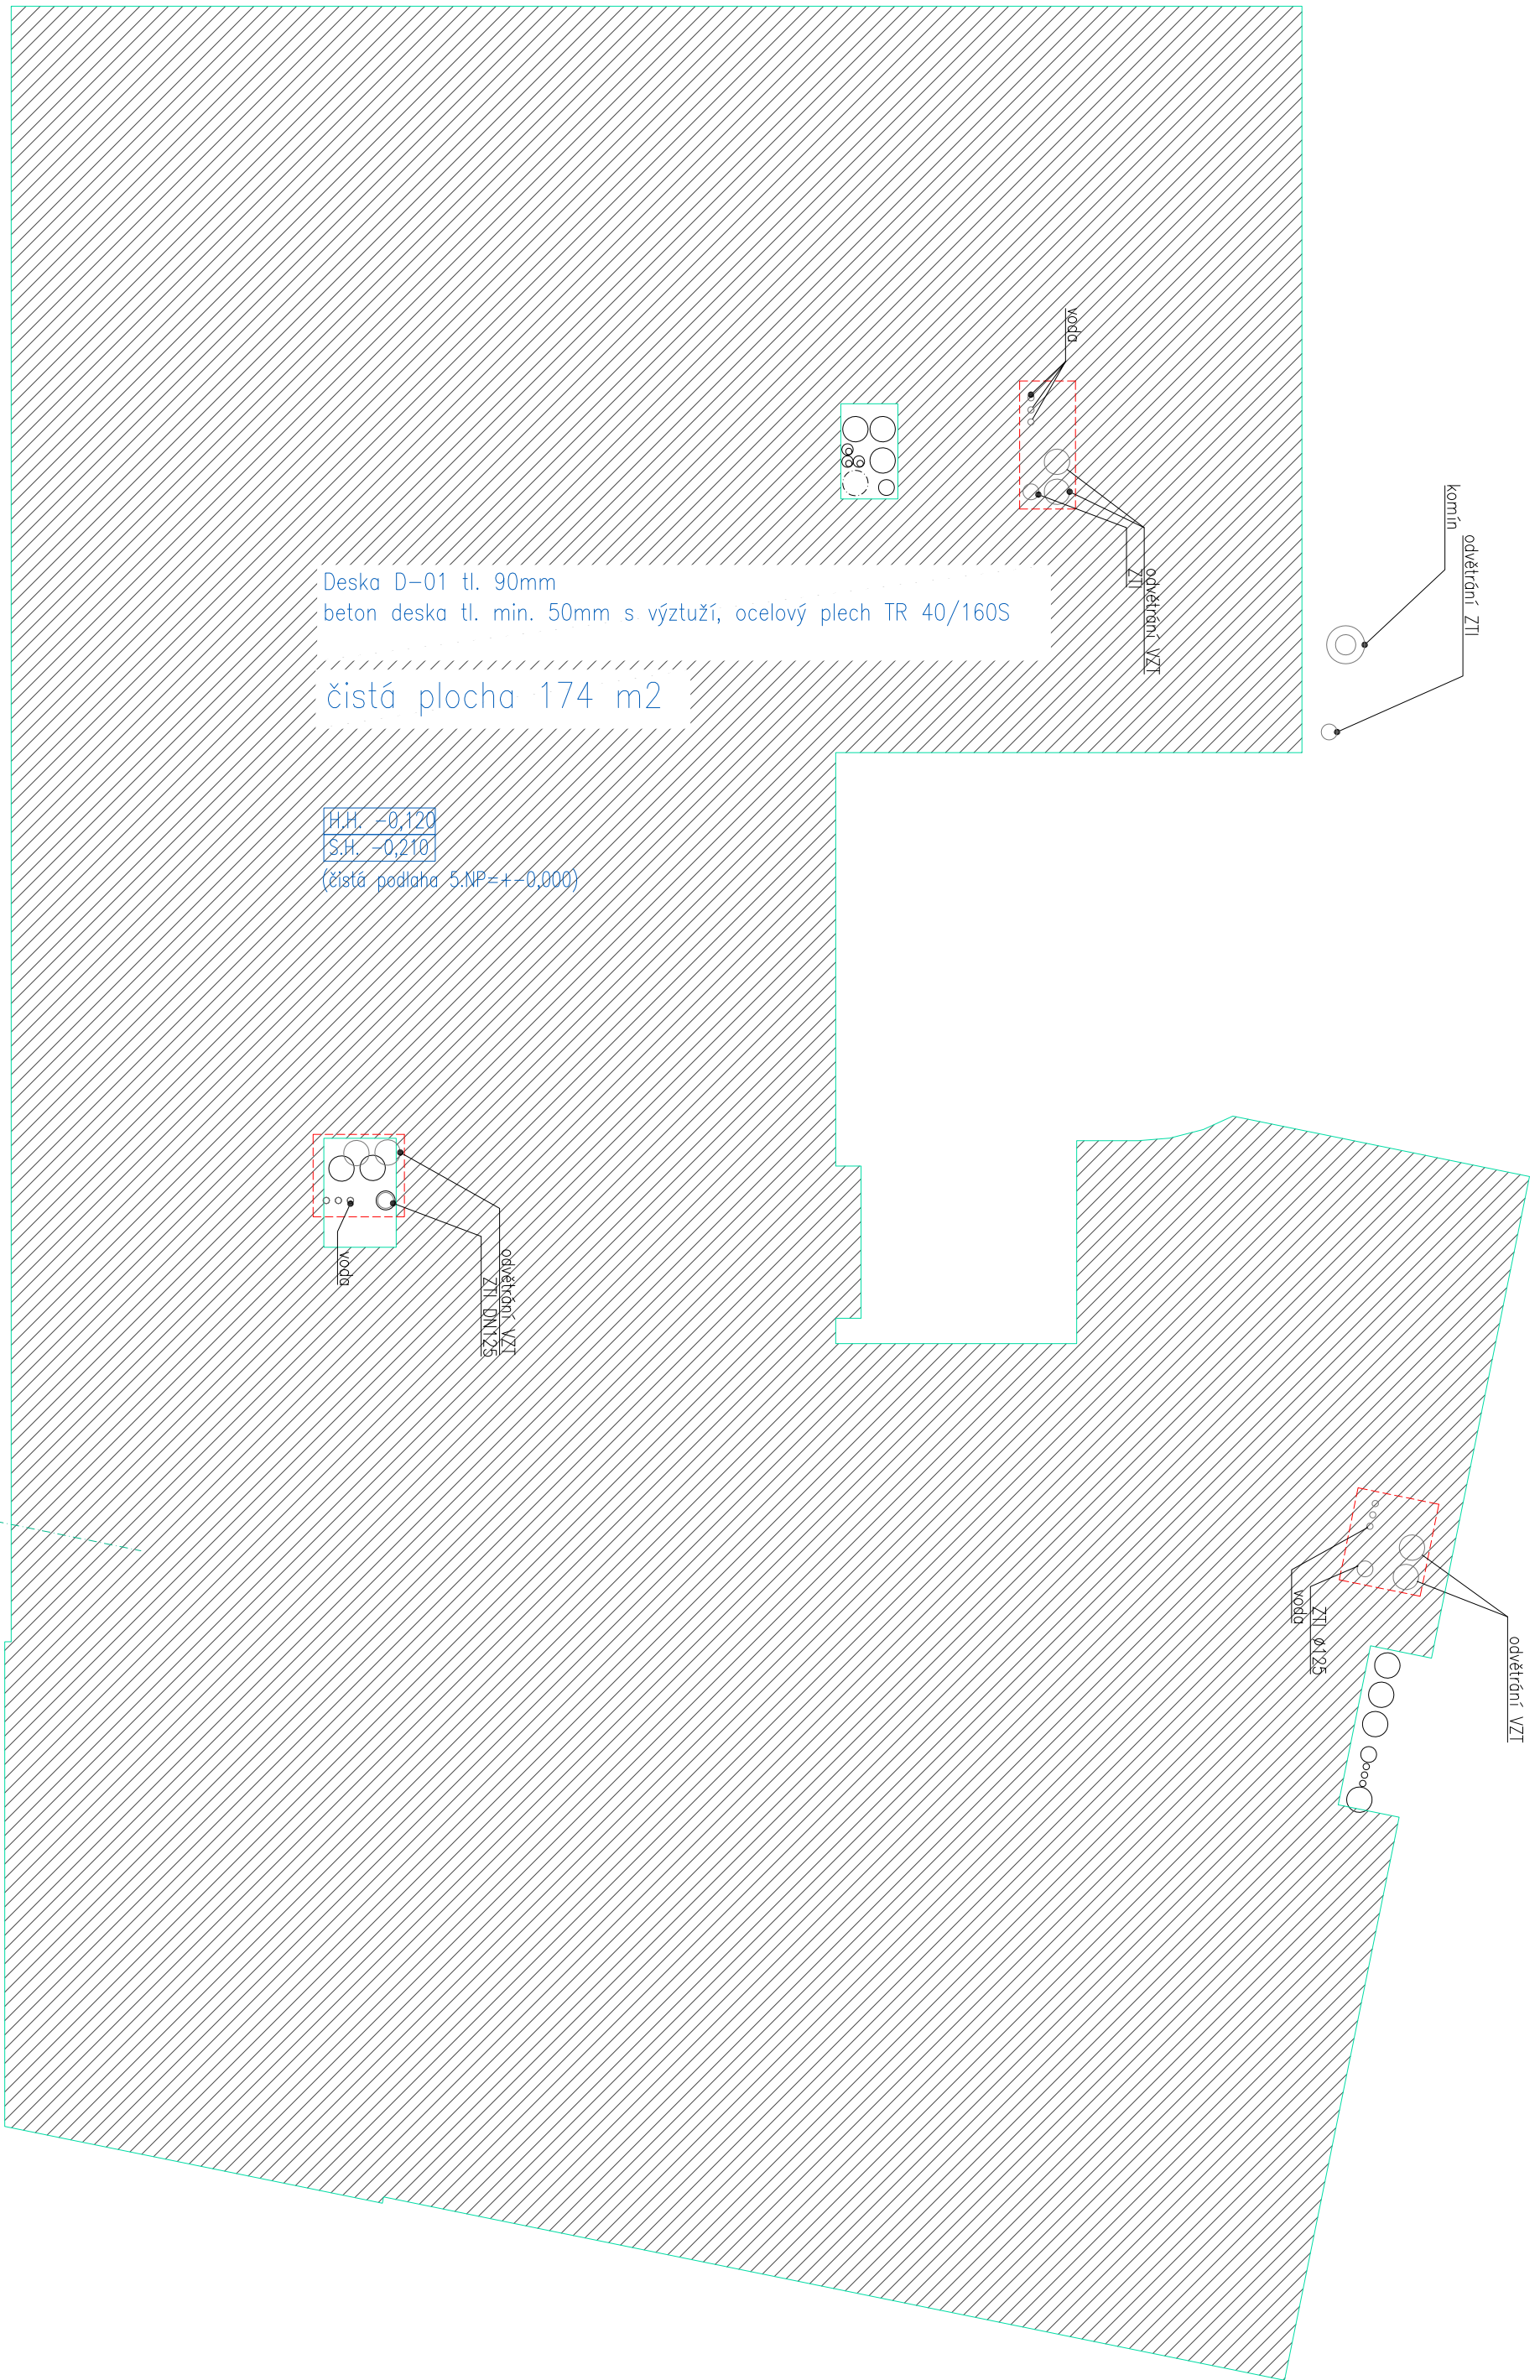 voda
komín
odvětrání ZTI
ZTI
odvětrání VZT
Deska D-01 tl. 90mm
beton deska tl. min. 50mm s výztuží, ocelový plech TR 40/160S
čistá plocha 174 m2
H.H. -0,120
S.H. -0,210
(čistá podlaha 5.NP=+-0,000)
voda
odvětrání VZT
ZTI DN125
voda
ZTI ø125
odvětrání VZT